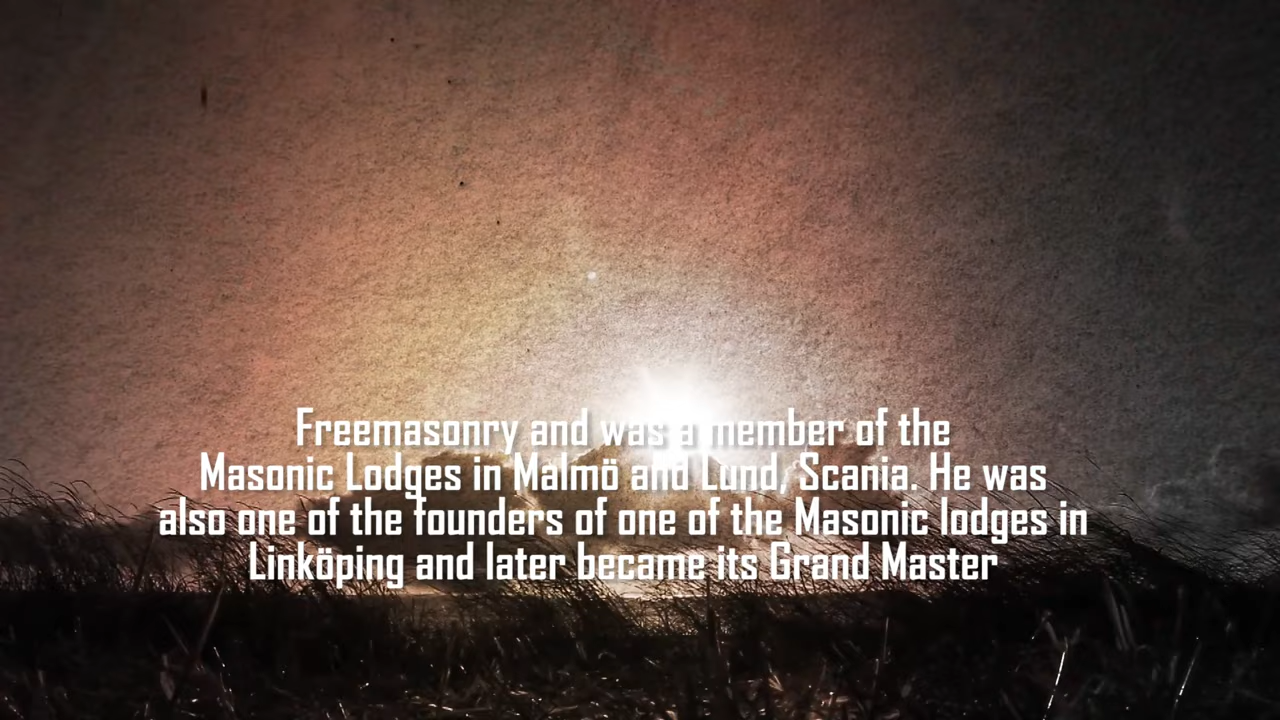 Freemasonry and was a member of the
Masonic Lodges in Malmö and Lund, Scania. He was
also one of the founders of one of the Masonic lodges in
Linköping and later became its Grand Master